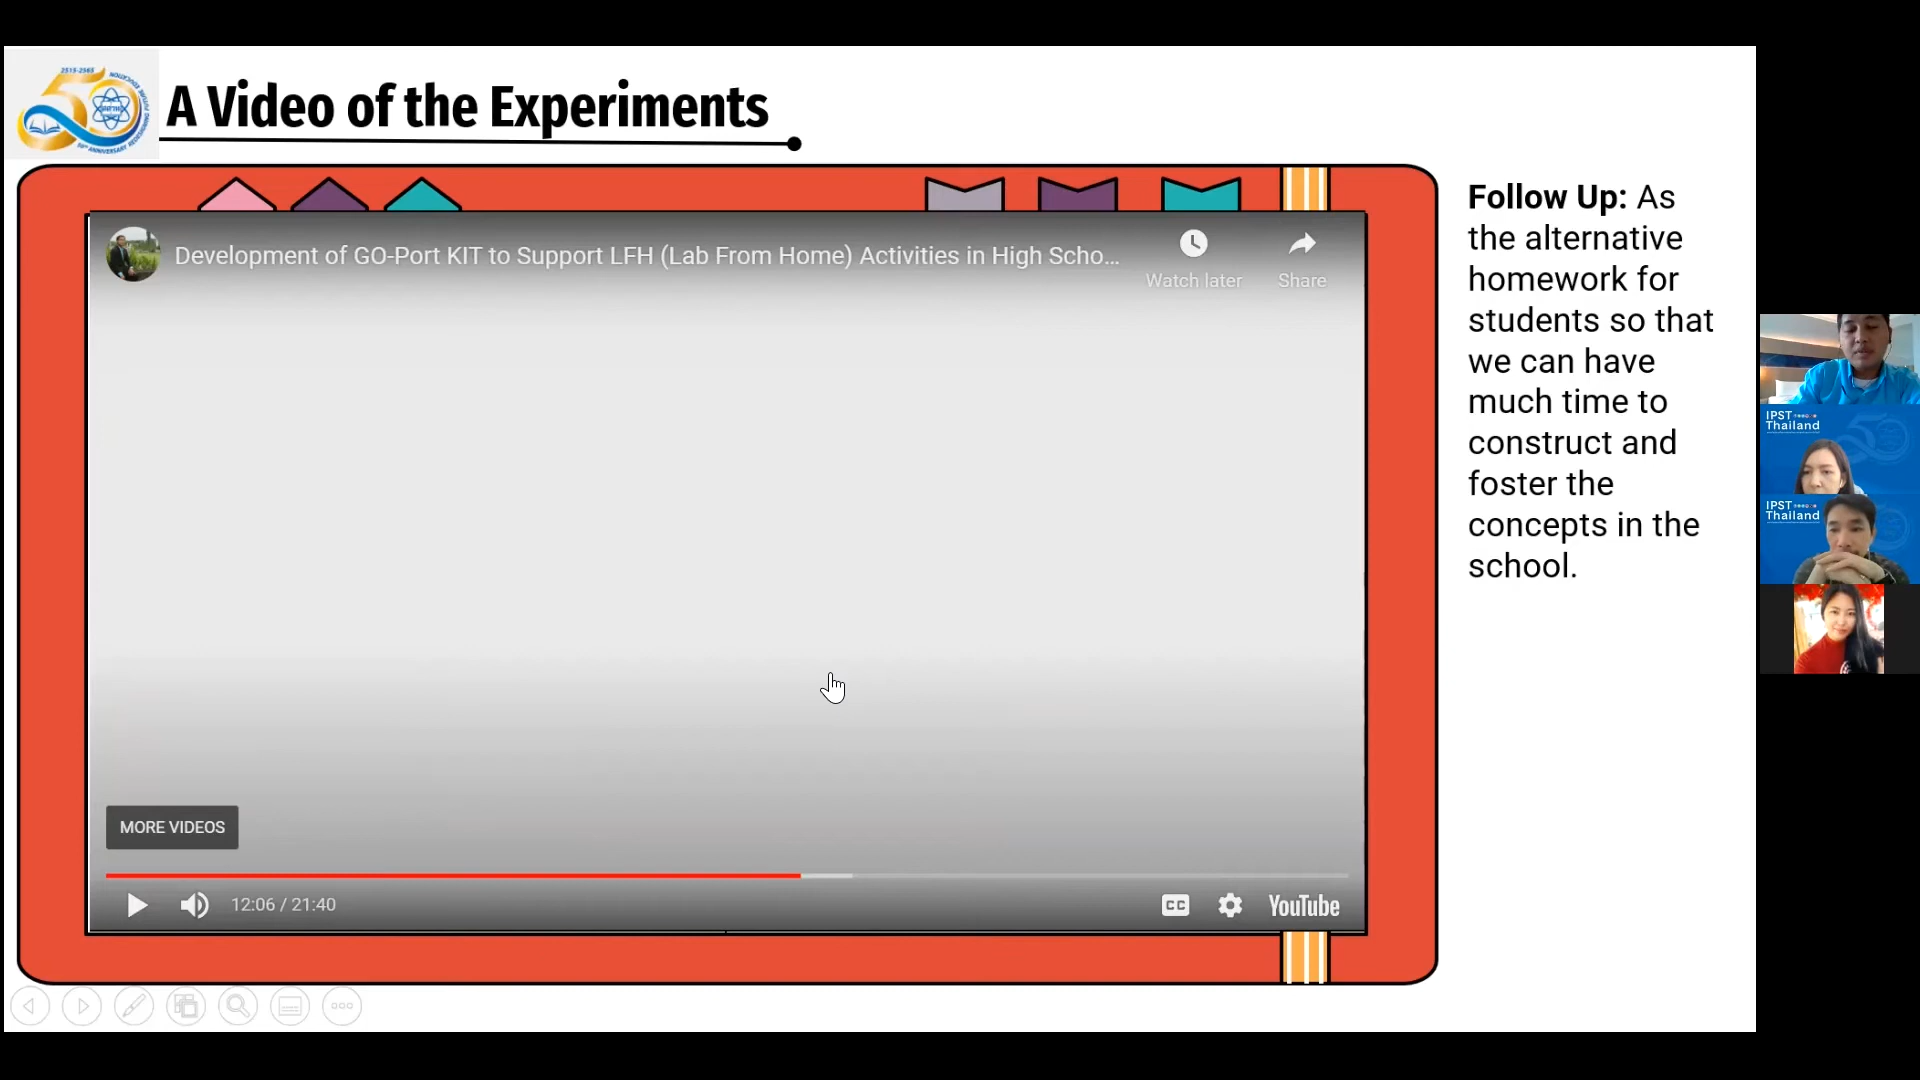 2515-2565
A Video of the Experiments
Development of GO-Port KIT to Support LFH (Lab From Home) Activities in High Scho...
Watch later
Share
MORE VIDEOS
12:06 / 21:40
CC
YouTube
Follow Up: As
the alternative
homework for
students so that
we can have
much time to
construct and
foster the
concepts in the
school.
IPST
Thailand
IPST
Thailand